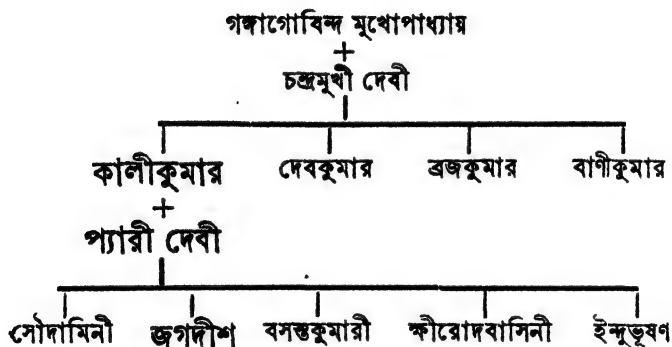 গঙ্গাগোবিন্দ মুখোপাধ্যায়
+
চন্দ্রমুখী দেবী
কালীকুমার দেবকুমার ব্রজকুমার বাণীকুমার
+
প্যারী দেবী
সৌদামিনী জগদীশ বসন্তকুমারী ক্ষীরোদবাসিনী ইন্দুভূষণ